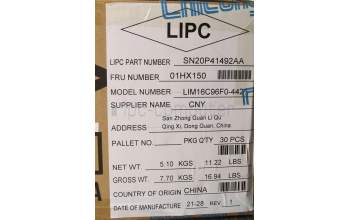 LIPC
LIPC PART NUMBER SN20P41492AA
FRU NUMBER 01HX150
MODEL NUMBER LIM16C96F0-442
SUPPLIER NAME CNY
San Zhong Guan Li Qu
ADDRESS Qing Xi, Dong Guan, China
PALLET NO. PKG Q'TY 30 PCS
NET WT. 5.10 KGS 11.22 LBS
GROSS WT. 7.70 KGS 16.94 LBS
COUNTRY OF ORIGIN CHINA
DATE OF MANUFACTURE 21-28 REV 1